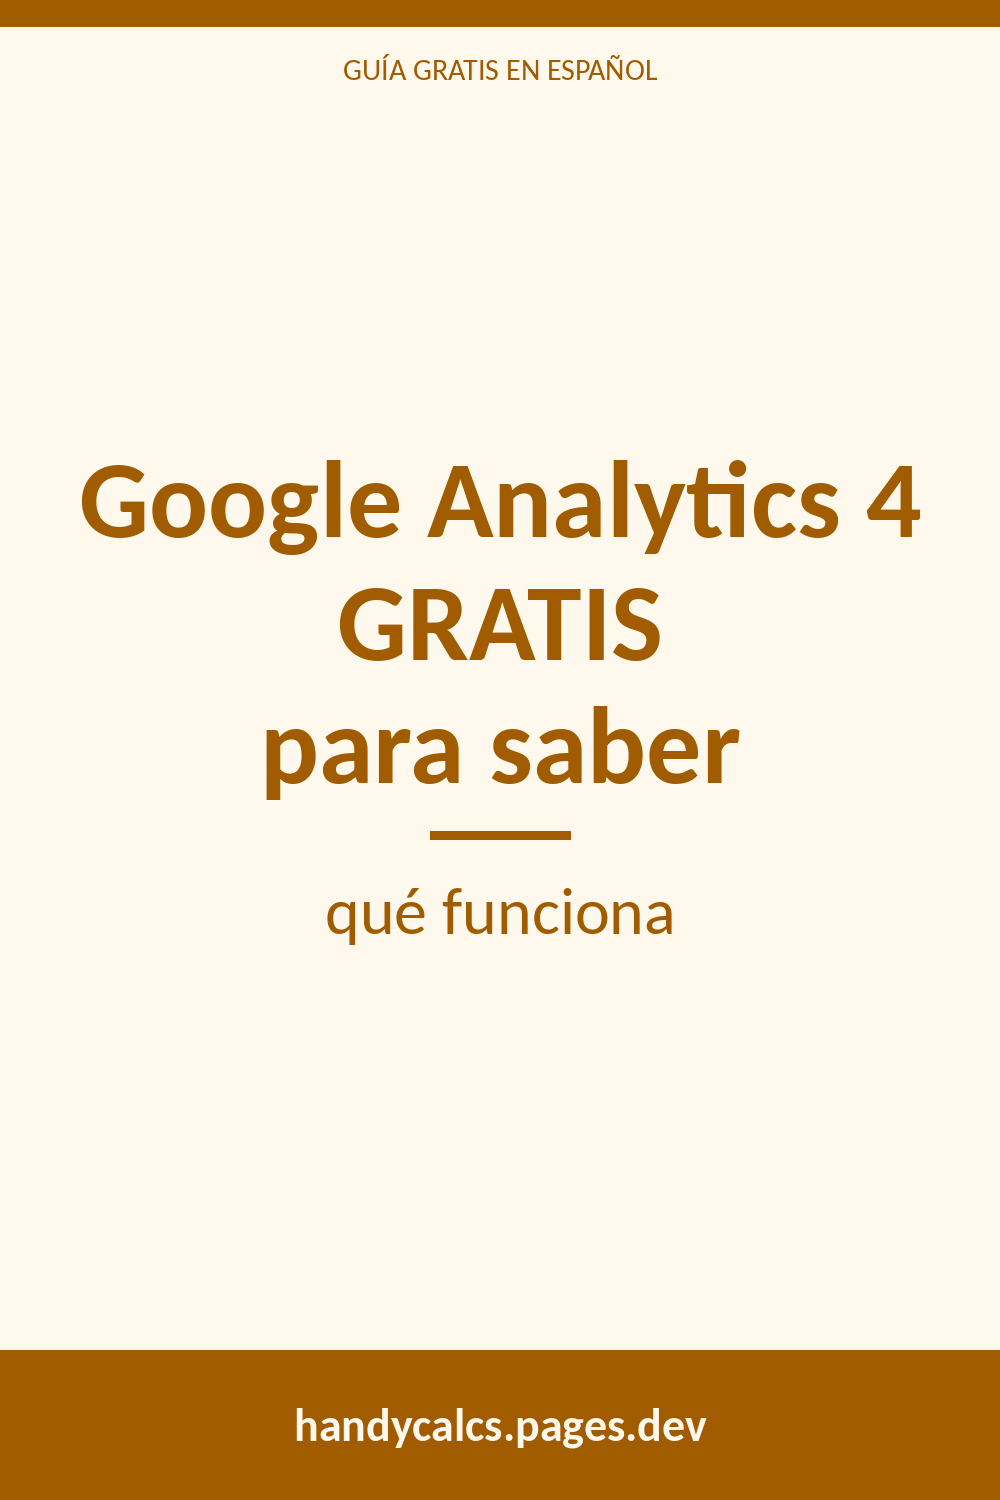 GUÍA GRATIS EN ESPAÑOL
Google Analytics 4
GRATIS
para saber
qué funciona
handycalcs.pages.dev